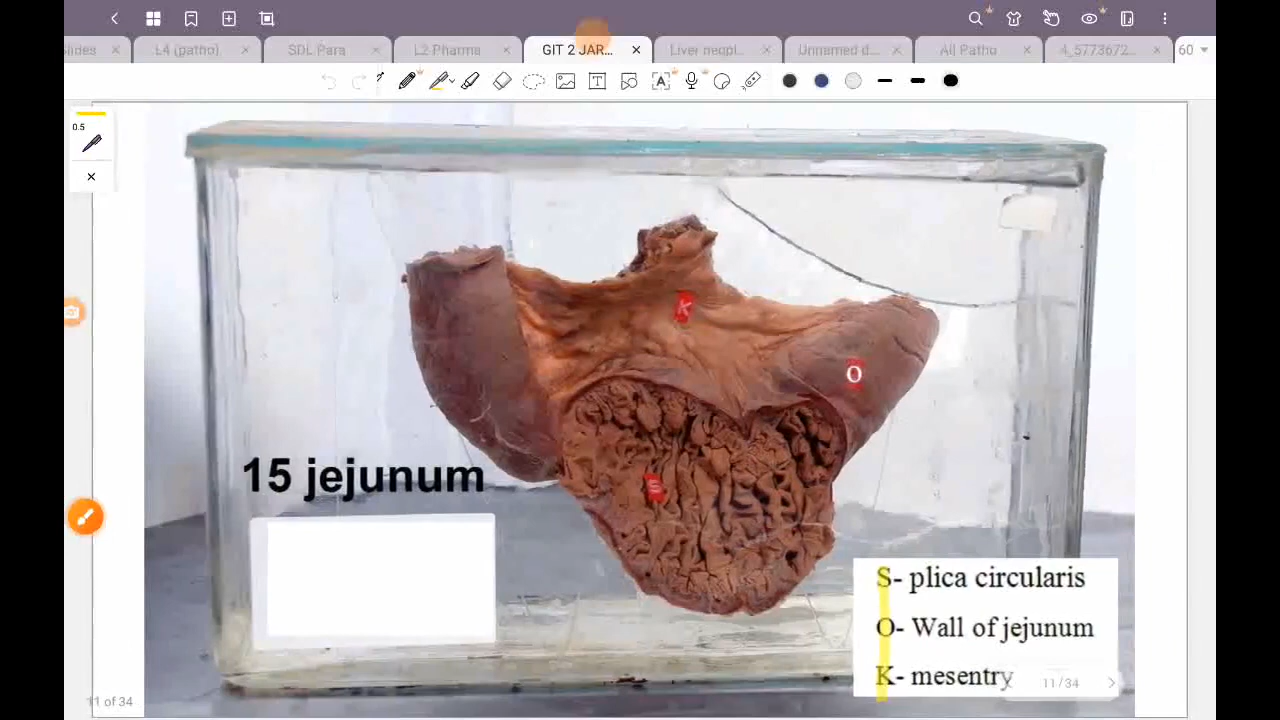 Slides
L4 (patho)
SDL Para
L2 Pharma
GIT 2 JAR...
Liver neopl...
Unnamed d...
All Patho
4_5773672...
60
0.5
K
O
S
15 jejunum
S- plica circularis
O- Wall of jejunum
K- mesentry
11/34
11 of 34